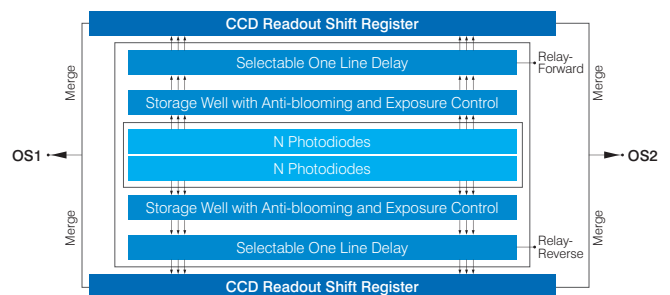 CCD Readout Shift Register
Selectable One Line Delay
Relay-
Forward
Merge
Merge
Storage Well with Anti-blooming and Exposure Control
N Photodiodes
OS1
OS2
N Photodiodes
Storage Well with Anti-blooming and Exposure Control
Merge
Merge
Selectable One Line Delay
Relay-
Reverse
CCD Readout Shift Register